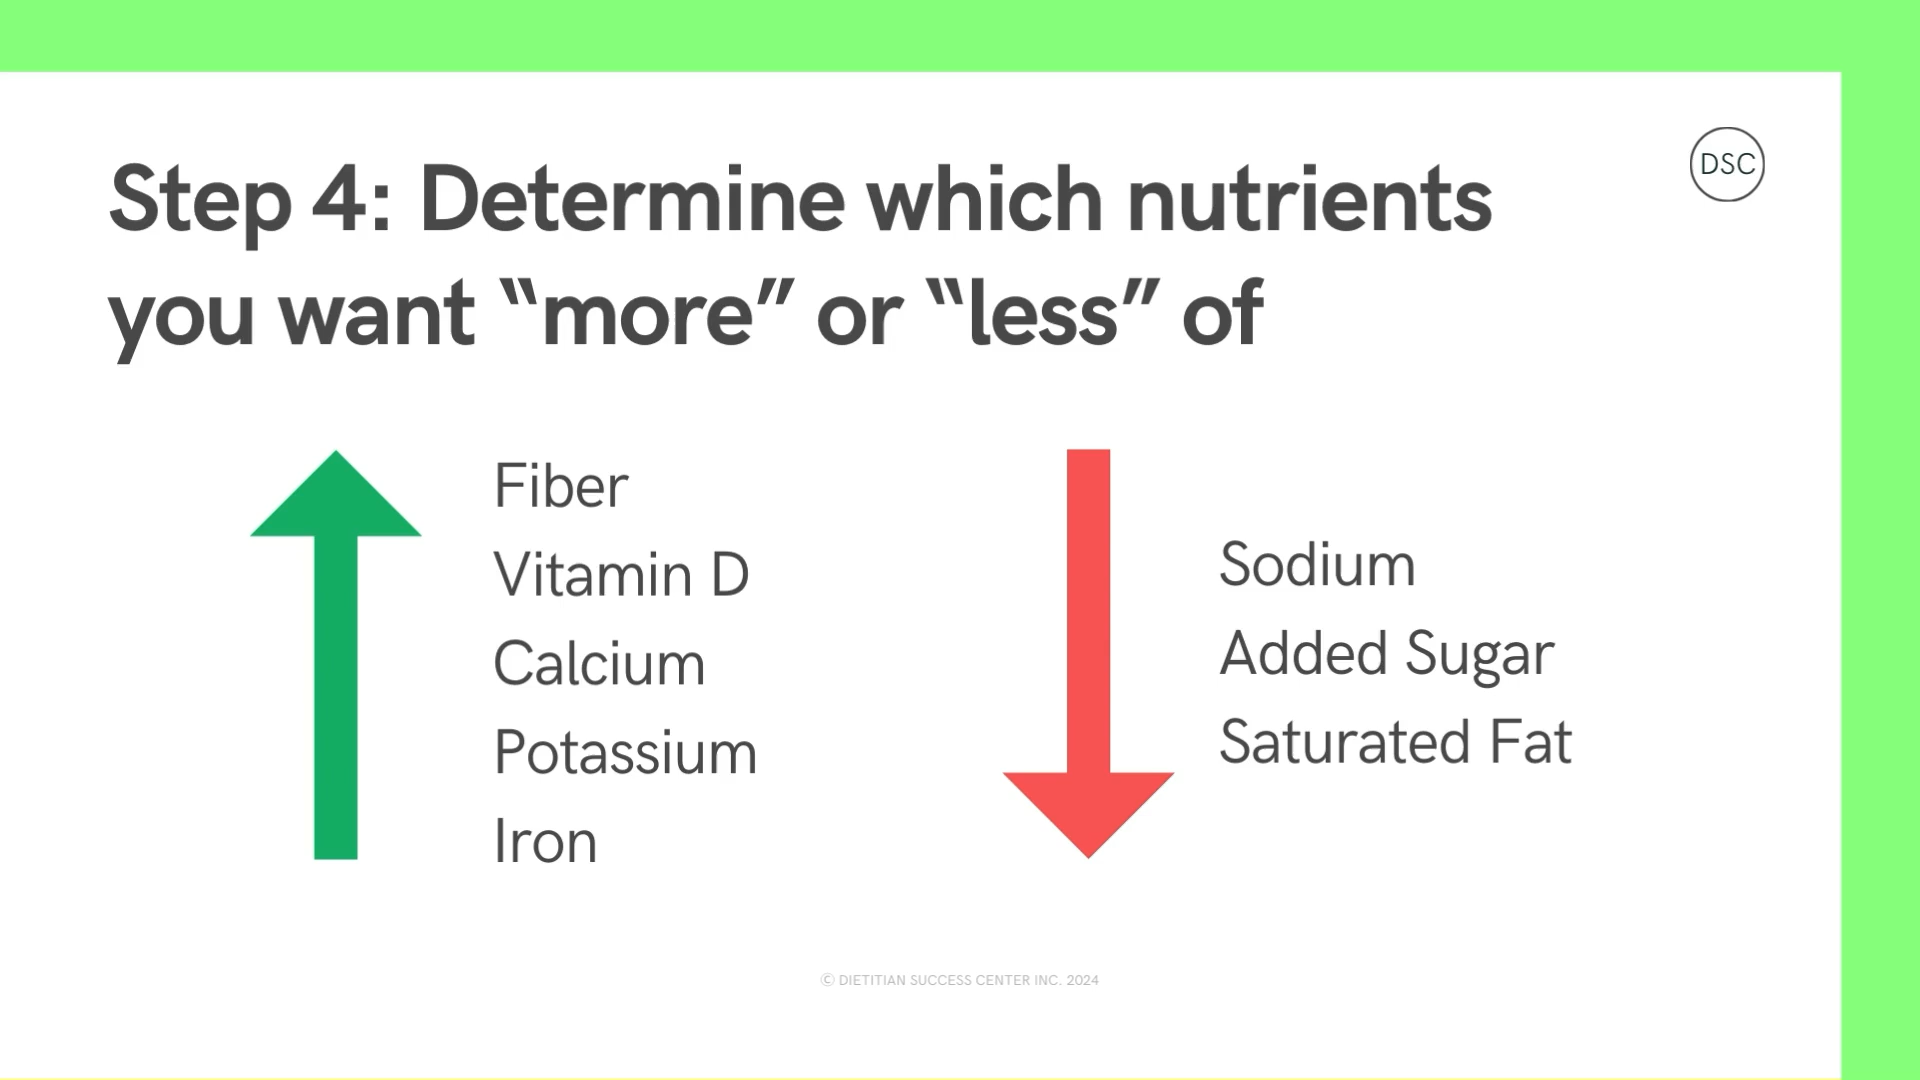 DSC
Step 4: Determine which nutrients
you want “more” or “less” of
Fiber
Vitamin D
Calcium
Potassium
Iron
Sodium
Added Sugar
Saturated Fat
© DIETITIAN SUCCESS CENTER INC. 2024